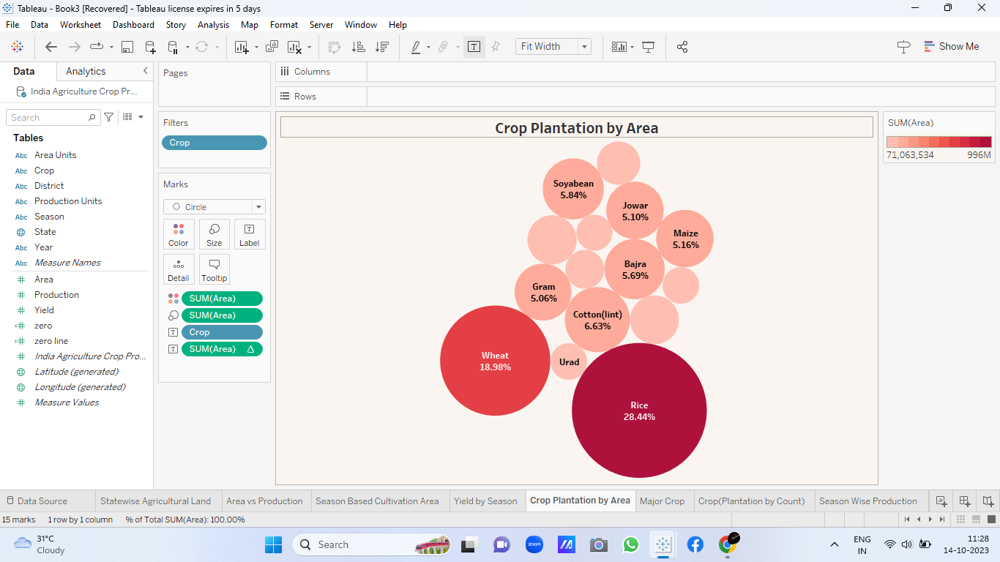 Tableau - Book3 [Recovered] - Tableau license expires in 5 days
File Data Worksheet Dashboard Story Analysis Map Format Server Window Help
Fit Width
Show Me
Data Analytics
India Agriculture Crop Pr...
Search
Tables
Abc Area Units
Abc Crop
Abc District
Abc Production Units
Abc Season
State
Abc Year
Abc Measure Names
Area
Production
Yield
zero
zero line
India Agriculture Crop Pro...
Latitude (generated)
Longitude (generated)
Measure Values
Pages
Filters
Crop
Marks
Circle
Color Size Label
Detail Tooltip
SUM(Area)
SUM(Area)
Crop
SUM(Area)
Columns
Rows
Crop Plantation by Area
Soyabean
5.84%
Jowar
5.10%
Maize
5.16%
Bajra
5.69%
Gram
5.06%
Cotton(lint)
6.63%
Wheat
18.98%
Urad
Rice
28.44%
SUM(Area)
71,063,534 996M
Data Source Statewise Agricultural Land Area vs Production Season Based Cultivation Area Yield by Season Crop Plantation by Area Major Crop Crop(Plantation by Count) Season Wise Production
15 marks 1 row by 1 column % of Total SUM(Area): 100.00%
31°C
Cloudy
Search
zoom
ENG
IN
11:28
14-10-2023